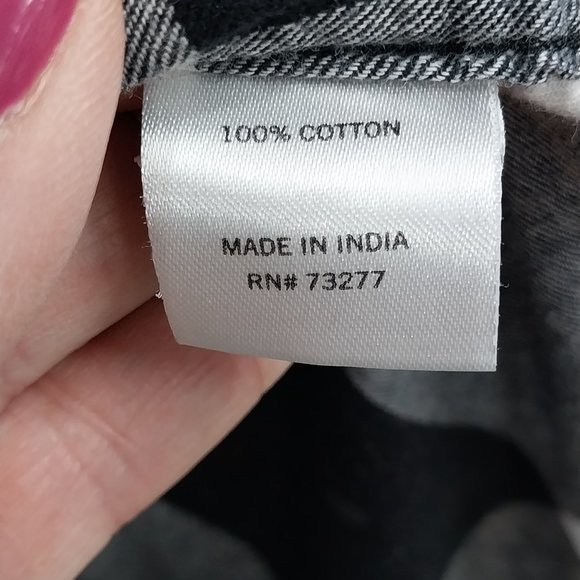 100% COTTON
MADE IN INDIA
RN# 73277